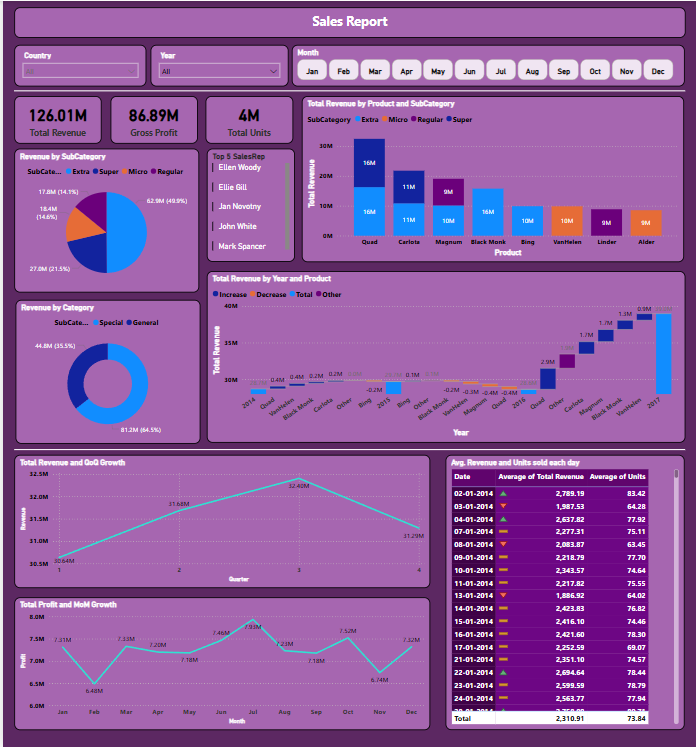 Sales Report
Country
All
Year
All
Month
Jan Feb Mar Apr May Jun Jul Aug Sep Oct Nov Dec
126.01M
Total Revenue
86.89M
Gross Profit
4M
Total Units
Total Revenue by Product and SubCategory
SubCategory Extra Micro Regular Super
Total Revenue
30M
20M
10M
0M
16M 11M 9M
16M 11M 10M 16M 10M 10M 9M 9M
Quad Carlota Magnum Black Monk Bing VanHelen Linder Alder
Product
Revenue by SubCategory
SubCate... Extra Super Micro Regular
17.8M (14.1%)
18.4M
(14.6%)
62.9M (49.9%)
27.0M (21.5%)
Top 5 SalesRep
Ellen Woody
Ellie Gill
Jan Novotny
John White
Mark Spancer
Revenue by Category
SubCate... Special General
44.8M (35.5%)
81.2M (64.5%)
Total Revenue by Year and Product
Increase Decrease Total Other
Total Revenue
40M
35M
30M
0.4M 0.4M 0.2M 0.2M -0.2M 0.1M -0.2M -0.3M -0.4M -0.4M 2.9M 1.7M 1.7M 1.3M 0.9M
2014 Quad VanHelen Black Monk Carlota Other Bing 2015 Bing Other Black Monk VanHelen Magnum Quad 2016 Quad Other Carlota Magnum Black Monk VanHelen 2017
Year
Total Revenue and QoQ Growth
Revenue
32.5M
32.0M
31.5M
31.0M
30.5M
30.64M 31.68M 32.40M 31.29M
1 2 3 4
Quarter
Total Profit and MoM Growth
Profit
8.0M
7.5M
7.0M
6.5M
6.0M
7.31M 6.48M 7.33M 7.20M 7.18M 7.46M 7.93M 7.23M 7.18M 7.52M 6.74M 7.32M
Jan Feb Mar Apr May Jun Jul Aug Sep Oct Nov Dec
Month
Avg. Revenue and Units sold each day
Date Average of Total Revenue Average of Units
02-01-2014 2,789.19 83.42
03-01-2014 1,987.53 64.28
04-01-2014 2,637.82 77.92
07-01-2014 2,277.31 75.11
08-01-2014 2,083.87 63.45
09-01-2014 2,218.79 77.70
10-01-2014 2,343.57 74.64
11-01-2014 2,217.82 75.55
13-01-2014 1,886.92 64.02
14-01-2014 2,423.83 76.82
15-01-2014 2,416.10 74.46
16-01-2014 2,421.60 78.30
17-01-2014 2,252.59 69.07
21-01-2014 2,351.10 74.57
22-01-2014 2,694.64 78.44
23-01-2014 2,599.59 78.79
24-01-2014 2,563.77 77.94
Total 2,310.91 73.84